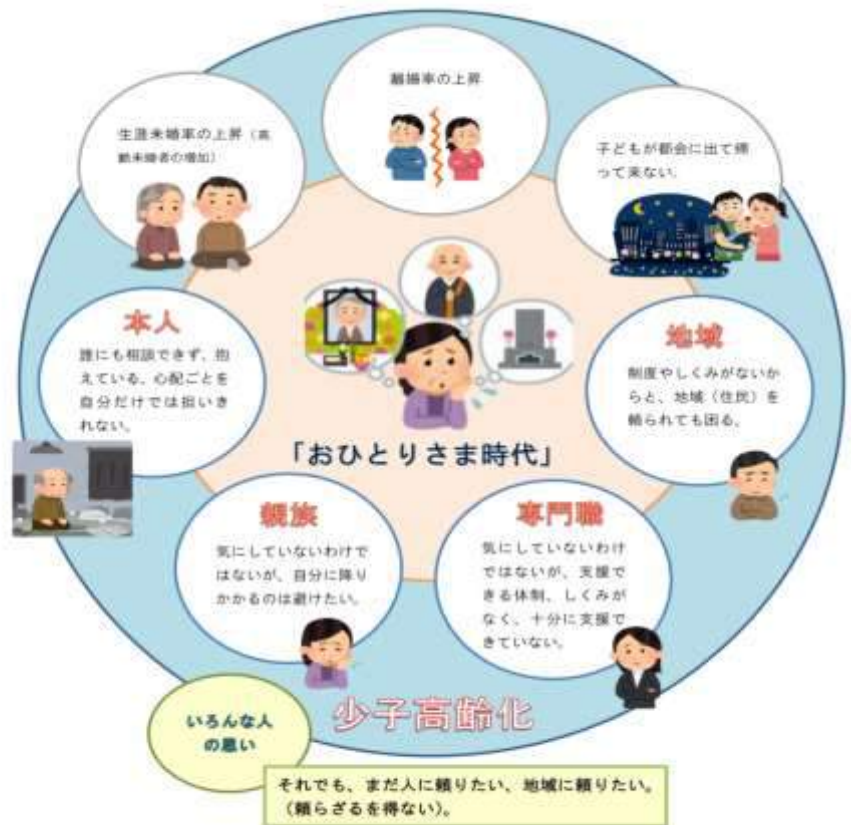 離婚率の上昇
生涯未婚率の上昇（高
齢未婚者の増加）
子どもが都会に出て帰
って来ない。
本人
誰にも相談できず、抱
えている、心配ごとを
自分だけでは担いき
れない。
地域
制度やしくみがないか
らと、地域（住民）を
頼られても困る。
「おひとりさま時代」
親族
気にしていないわけで
はないが、自分に降り
かかるのは避けたい。
専門職
気にしていないわけ
ではないが、支援で
きる体制、しくみが
なく、十分に支援で
きていない。
少子高齢化
いろんな人
の思い
それでも、まだ人に頼りたい、地域に頼りたい。
（頼らざるを得ない）。